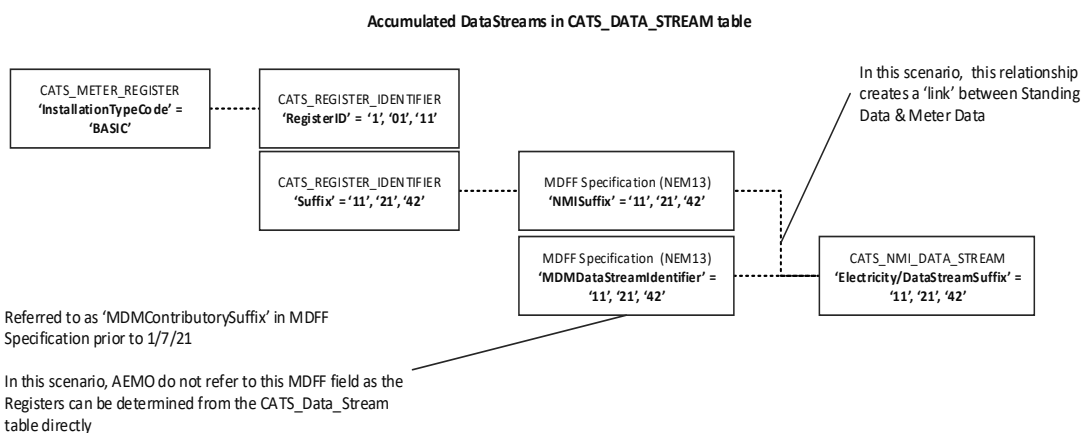 Accumulated DataStreams in CATS_DATA_STREAM table
CATS_METER_REGISTER
‘InstallationTypeCode’ =
‘BASIC’
CATS_REGISTER_IDENTIFIER
‘RegisterID’ = ‘1’, ‘01’, ‘11’
In this scenario, this relationship
creates a ‘link’ between Standing
Data & Meter Data
CATS_REGISTER_IDENTIFIER
‘Suffix’ = ‘11’, ‘21’, ‘42’
MDFF Specification (NEM13)
‘NMISuffix’ = ‘11’, ‘21’, ‘42’
MDFF Specification (NEM13)
‘MDMDataStreamIdentifier’ =
‘11’, ‘21’, ‘42’
CATS_NMI_DATA_STREAM
‘Electricity/DataStreamSuffix’ =
‘11’, ‘21’, ‘42’
Referred to as ‘MDMContributorySuffix’ in MDFF
Specification prior to 1/7/21
In this scenario, AEMO do not refer to this MDFF field as the
Registers can be determined from the CATS_Data_Stream
table directly